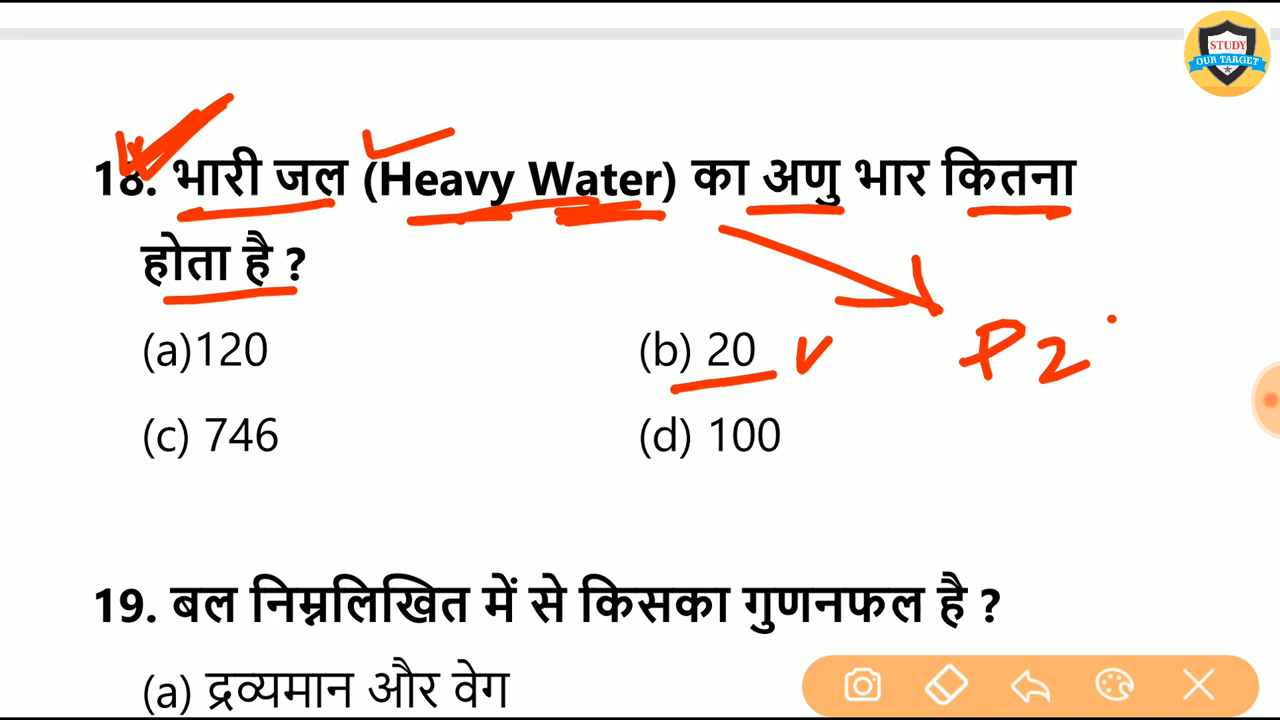 STUDY
OUR TARGET
18. भारी जल (Heavy Water) का अणु भार कितना
होता है ?
(a)120 (b) 20
P2
(c) 746 (d) 100
19. बल निम्नलिखित में से किसका गुणनफल है ?
(a) द्रव्यमान और वेग